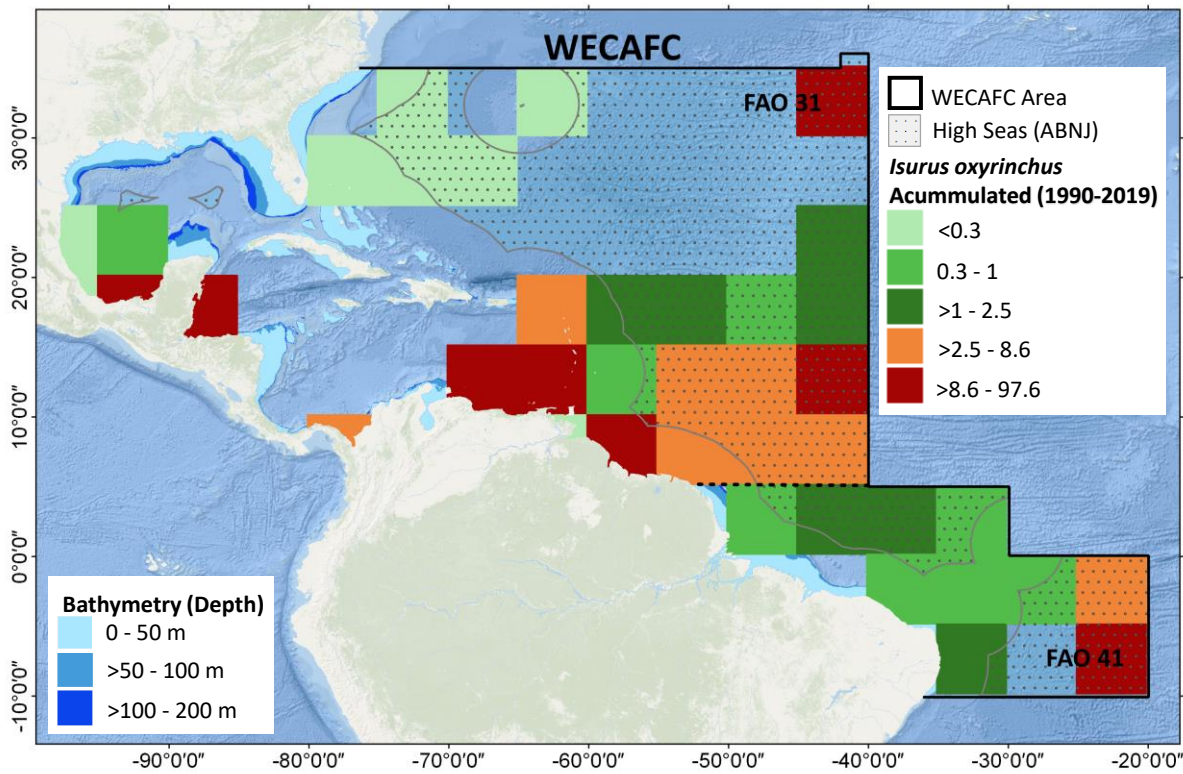 WECAFC
FAO 31
WECAFC Area
High Seas (ABNJ)
Isurus oxyrinchus
Acummulated (1990-2019)
<0.3
0.3 - 1
>1 - 2.5
>2.5 - 8.6
>8.6 - 97.6
30°0'0"
20°0'0"
10°0'0"
0°0'0"
-10°0'0"
Bathymetry (Depth)
0 - 50 m
>50 - 100 m
>100 - 200 m
FAO 41
-90°0'0"
-80°0'0"
-70°0'0"
-60°0'0"
-50°0'0"
-40°0'0"
-30°0'0"
-20°0'0"